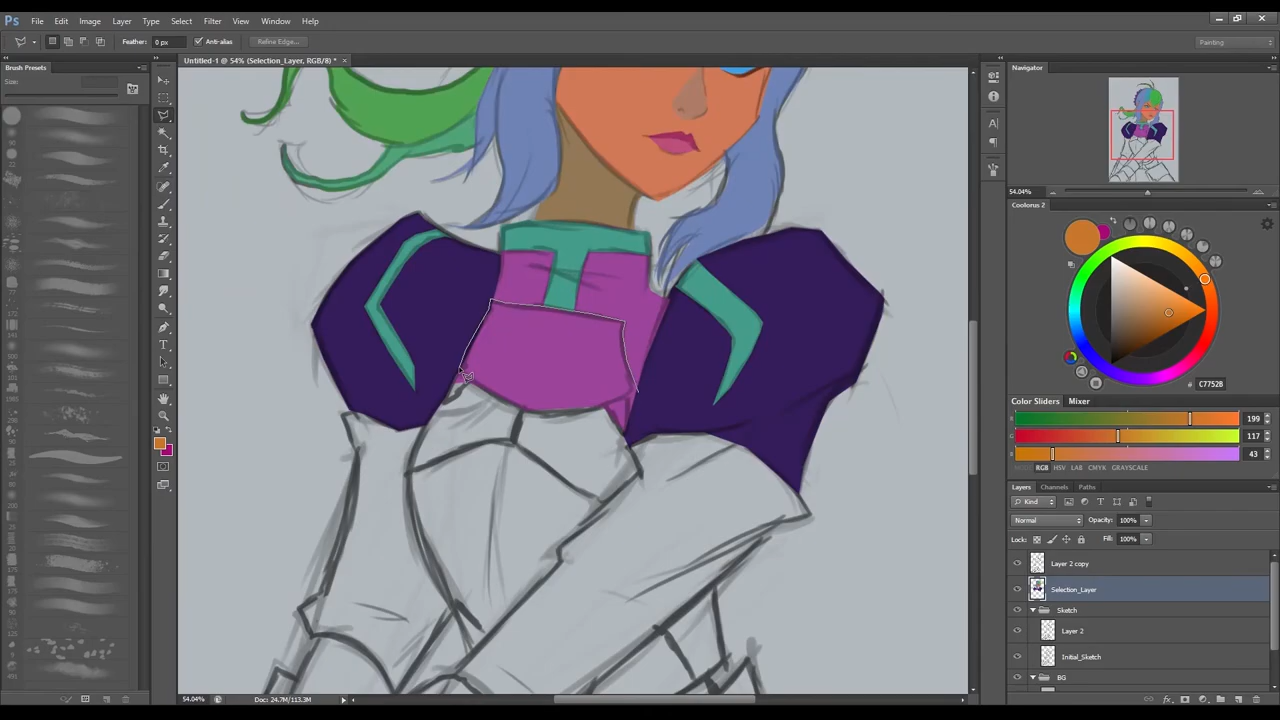 Ps File Edit Image Layer Type Select Filter View Window Help
Feather: 0 px Anti-alias Refine Edge... Painting
Untitled-1 @ 54% (Selection_Layer, RGB/8) *
Brush Presets
Size:
Navigator
54.04%
Coolorus 2
# C77528
Color Sliders Mixer
199
117
43
RGB HSV LAB CMYK GRAYSCALE
Layers Channels Paths
Kind
Normal Opacity: 100%
Lock: Fill: 100%
Layer 2 copy
Selection_Layer
Sketch
Layer 2
Initial_Sketch
BG
54.04% Doc: 24.7M/113.3M